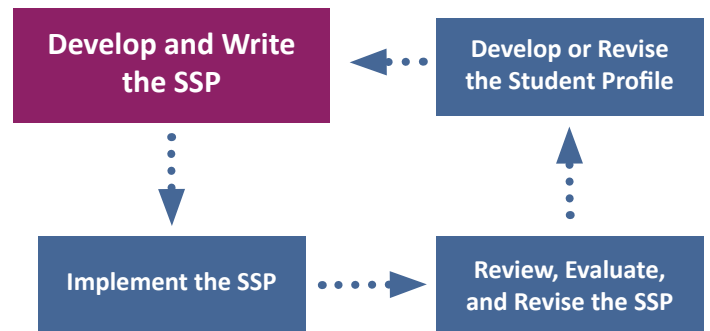 Develop and Write
the SSP
Develop or Revise
the Student Profile
Implement the SSP
Review, Evaluate,
and Revise the SSP